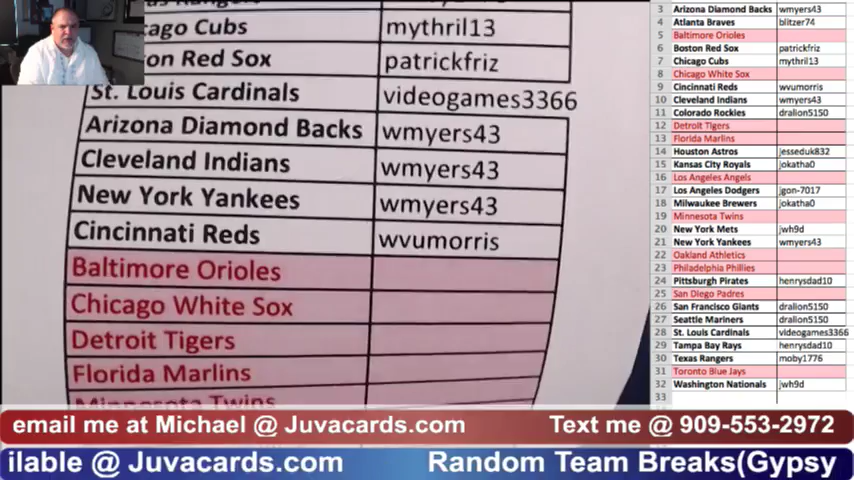 cago Cubs mythril13
on Red Sox patrickfriz
St. Louis Cardinals videogames3366
Arizona Diamond Backs wmyers43
Cleveland Indians wmyers43
New York Yankees wmyers43
Cincinnati Reds wvumorris
Baltimore Orioles
Chicago White Sox
Detroit Tigers
Florida Marlins
Minnesota Twins
3 Arizona Diamond Backs wmyers43
4 Atlanta Braves blitzer74
5 Baltimore Orioles
6 Boston Red Sox patrickfriz
7 Chicago Cubs mythril13
8 Chicago White Sox
9 Cincinnati Reds wvumorris
10 Cleveland Indians wmyers43
11 Colorado Rockies dralion5150
12 Detroit Tigers
13 Florida Marlins
14 Houston Astros jesseduk832
15 Kansas City Royals jokatha0
16 Los Angeles Angels
17 Los Angeles Dodgers jgon-7017
18 Milwaukee Brewers jokatha0
19 Minnesota Twins
20 New York Mets jwh9d
21 New York Yankees wmyers43
22 Oakland Athletics
23 Philadelphia Phillies
24 Pittsburgh Pirates henrysdad10
25 San Diego Padres
26 San Francisco Giants dralion5150
27 Seattle Mariners dralion5150
28 St. Louis Cardinals videogames3366
29 Tampa Bay Rays henrysdad10
30 Texas Rangers moby1776
31 Toronto Blue Jays
32 Washington Nationals jwh9d
33
email me at Michael @ Juvacards.com Text me @ 909-553-2972
ilable @ Juvacards.com Random Team Breaks(Gypsy